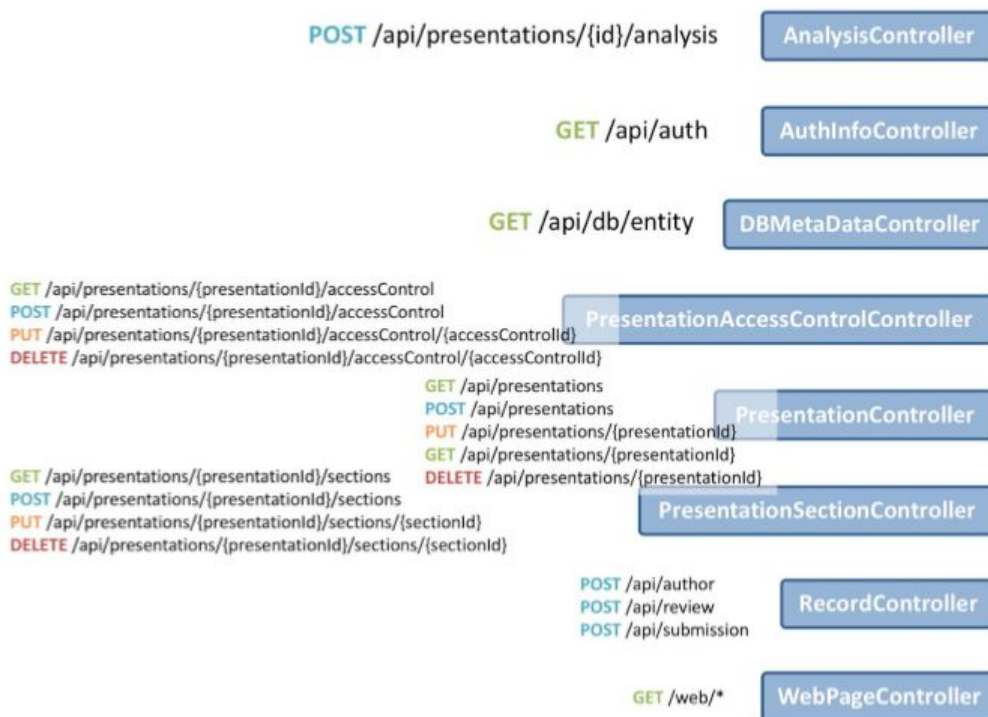 POST /api/presentations/{id}/analysis
AnalysisController
GET /api/auth
AuthInfoController
GET /api/db/entity
DBMetaDataController
GET /api/presentations/{presentationId}/accessControl
POST /api/presentations/{presentationId}/accessControl
PUT /api/presentations/{presentationId}/accessControl/{accessControlId}
DELETE /api/presentations/{presentationId}/accessControl/{accessControlId}
PresentationAccessControlController
GET /api/presentations
POST /api/presentations
PUT /api/presentations/{presentationId}
GET /api/presentations/{presentationId}
DELETE /api/presentations/{presentationId}
PresentationController
GET /api/presentations/{presentationId}/sections
POST /api/presentations/{presentationId}/sections
PUT /api/presentations/{presentationId}/sections/{sectionId}
DELETE /api/presentations/{presentationId}/sections/{sectionId}
PresentationSectionController
POST /api/author
POST /api/review
POST /api/submission
RecordController
GET /web/*
WebPageController